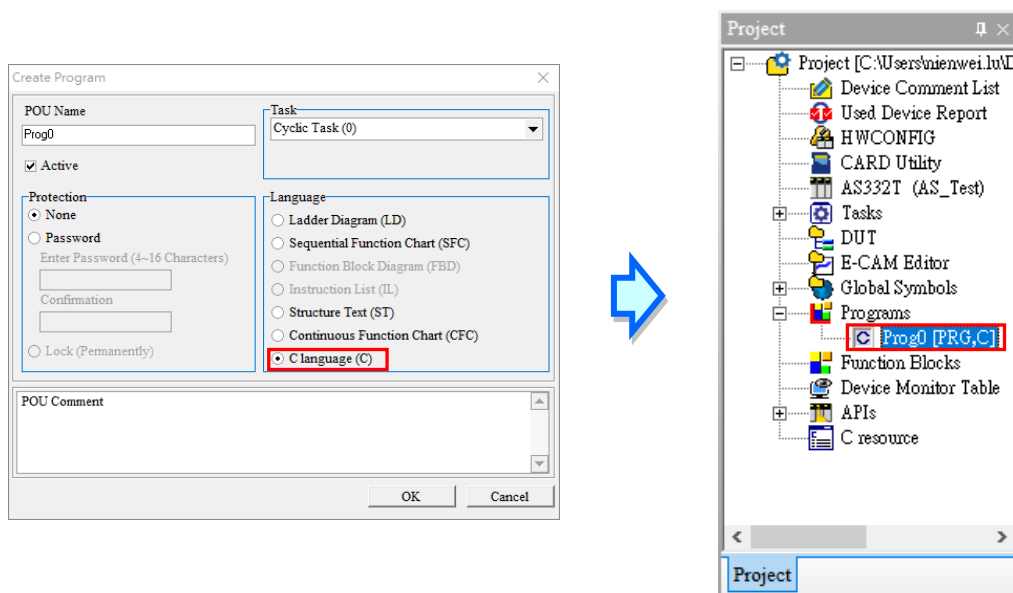 Create Program
POU Name
Prog0
Active
Task
Cyclic Task (0)
Protection
None
Password
Enter Password (4~16 Characters)
Confirmation
Lock (Permanently)
Language
Ladder Diagram (LD)
Sequential Function Chart (SFC)
Function Block Diagram (FBD)
Instruction List (IL)
Structure Text (ST)
Continuous Function Chart (CFC)
C language (C)
POU Comment
OK
Cancel
Project
Project [C:\Users\nienwei.lu\D
Device Comment List
Used Device Report
HWCONFIG
CARD Utility
AS332T (AS_Test)
Tasks
DUT
E-CAM Editor
Global Symbols
Programs
Prog0 [PRG,C]
Function Blocks
Device Monitor Table
APIs
C resource
Project